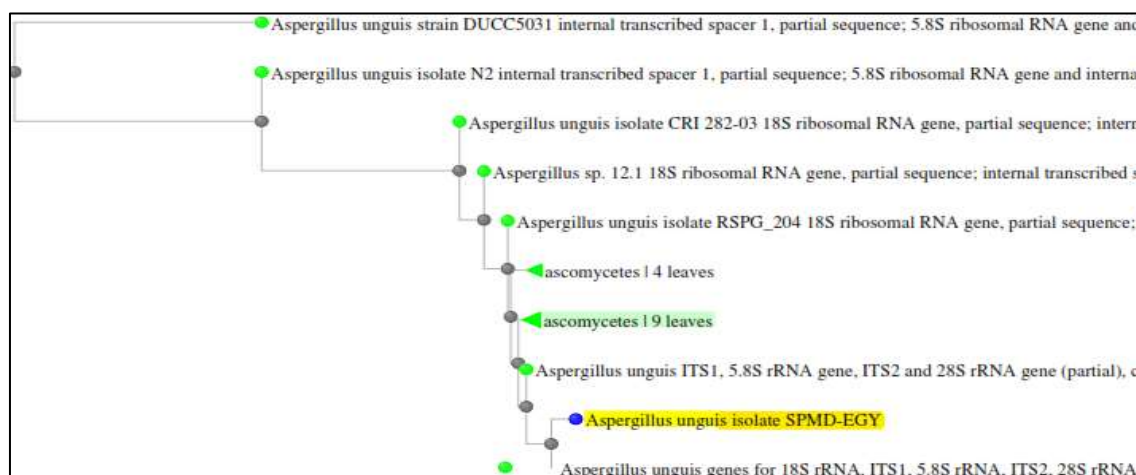 Aspergillus unguis strain DUCC5031 internal transcribed spacer 1, partial sequence; 5.8S ribosomal RNA gene and
Aspergillus unguis isolate N2 internal transcribed spacer 1, partial sequence; 5.8S ribosomal RNA gene and interna
Aspergillus unguis isolate CRI 282-03 18S ribosomal RNA gene, partial sequence; intern
Aspergillus sp. 12.1 18S ribosomal RNA gene, partial sequence; internal transcribed s
Aspergillus unguis isolate RSPG_204 18S ribosomal RNA gene, partial sequence;
ascomycetes | 4 leaves
ascomycetes | 9 leaves
Aspergillus unguis ITS1, 5.8S rRNA gene, ITS2 and 28S rRNA gene (partial), c
Aspergillus unguis isolate SPMD-EGY
Aspergillus unguis genes for 18S rRNA, ITS1, 5.8S rRNA, ITS2, 28S rRNA